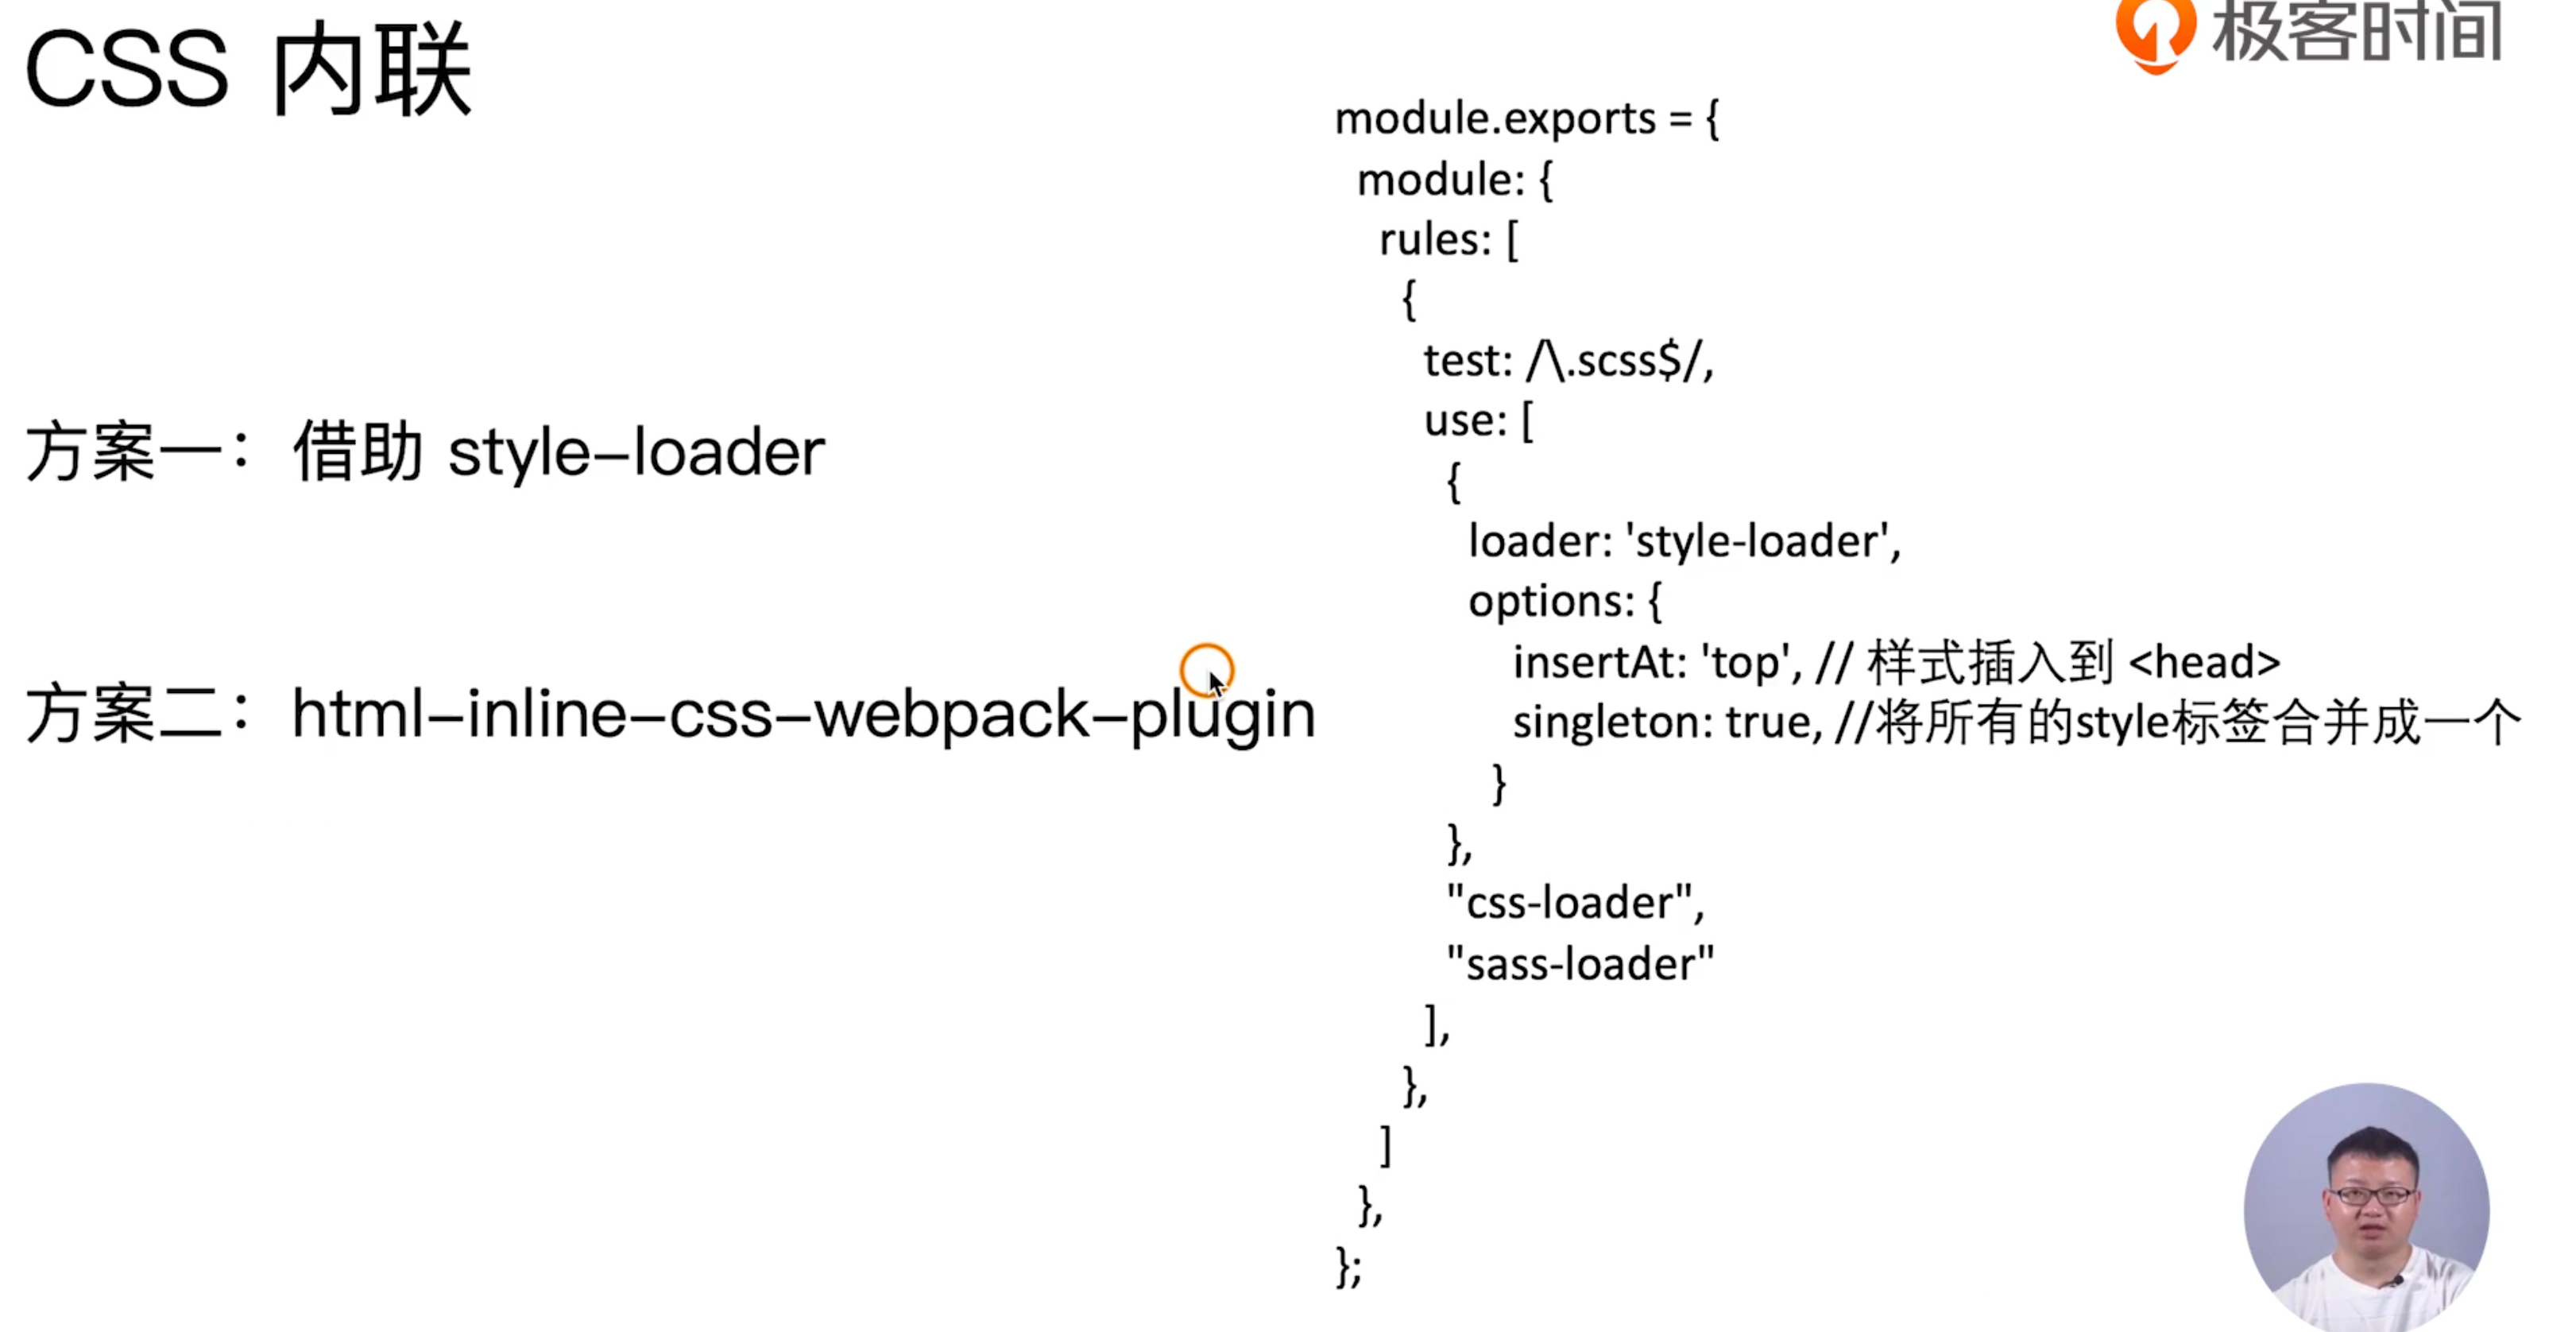 CSS 内联
极客时间
方案一：借助 style-loader
方案二：html-inline-css-webpack-plugin
module.exports = {
module: {
rules: [
{
test: /\.scss$/,
use: [
{
loader: 'style-loader',
options: {
insertAt: 'top', // 样式插入到 <head>
singleton: true, //将所有的style标签合并成一个
}
},
"css-loader",
"sass-loader"
],
},
]
},
};